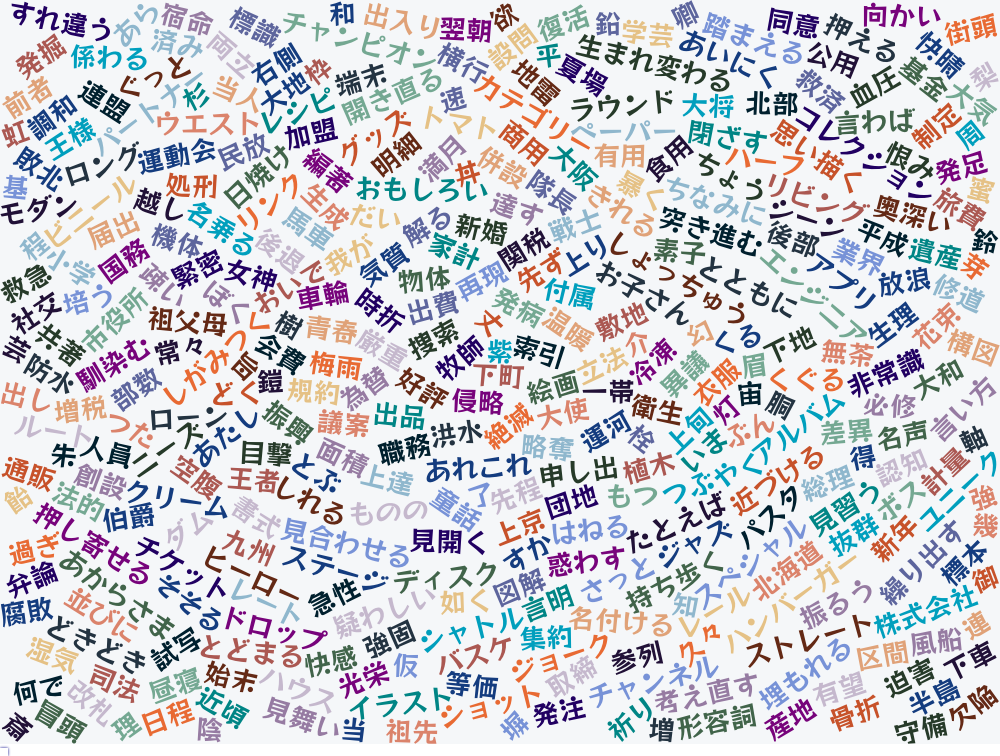 すれ違う
あら
宿命
標識
チャンピオン
和
出入り
翌朝
欲
設問
復活
鉛
学芸
卿
踏まえる
同意
押える
向かい
快時
街頭
発掘
係わる
済み
両立
右側
横行
平
生まれ変わる
あいにく
公用
基金
梨
前者
連盟
ぐっと
パートナー
杉
当人
大地
枠
端末
開き直る
速
カテゴリー
地雷
夏場
ラウンド
大将
北部
救済
血圧
大気
虹
調和
王様
ウエスト
レシピ
加盟
グッズ
トマト
商用
ペーパー
閉ざす
思い描く
コレクション
言わば
制定
周
敗北
ロング
運動会
民放
日焼け
編著
明細
満月
丼
併設
大阪
有用
食用
ちょう
ハーフ
恨み
発足
蜜
基
モダン
ビニール
処刑
リンク
生成
おもしろい
隊長
暴く
ちなみに
リビング
奥深い
旅費
鈴
程
届出
越し
名乗る
馬車
だい
解る
新婚
達す
戦士
される
突き進む
シーン
後部
平成
遺産
芽
小学
国務
機体
後退
で
我が
気質
家計
関税
上り
しょっちゅう
素子
エンジニア
業界
アプリ
放浪
修道
救急
社交
培う
疎い
緊密
女神
ぼく
おい
車輪
時折
物体
出費
再現
先ず
付属
お子さん
とともに
生理
花束
構図
芸
共著
市役所
祖父母
しがみつく
樹
青春
厳重
捜索
文
発病
温暖
敷地
幻
くる
下地
無茶
防水
馴染む
常々
旨
会費
梅雨
為替
牧師
紫
索引
立法
介
冷凍
異議
衣服
眉
くぐる
非常識
大和
出し
増税
部数
どく
鎧
規約
好評
下町
絵画
一帯
衛生
上向
灯
宙
胴
必修
言い方
ルート
つた
ローン
あたし
振興
議案
出品
侵略
絶滅
大使
運河
栓
いま
ぶん
アルバム
差異
名声
軸
朱
人員
シーズン
目撃
面積
職務
洪水
略奪
つぶやく
得
認知
計量
通販
創設
空腹
王者
とぶ
上達
あれこれ
申し出
植木
近づける
総理
ボス
ユニーク
強
飴
法的
クリーム
しれる
ものの
童話
了
先程
団地
もつ
たとえば
パスタ
見習う
抜群
新年
幾
押し寄せる
伯爵
ダム
書式
見合わせる
見開く
上京
はねる
ジャズ
スペシャル
過ぎ
チケット
九州
ステージ
すか
惑わす
さっと
持ち歩く
北海道
繰り出す
標本
弁論
あからさま
そそる
ヒーロー
レート
急性
ディスク
図解
知
ハンバーガー
振るう
御
腐敗
並びに
ドロップ
疑わしい
如く
シャトル
言明
名付ける
レール
株式会社
どきどき
試写
とどまる
快感
強固
バスケ
集約
ジョーク
久々
ストレート
区間
風船
連
湿気
司法
昼寝
始末
ハウス
光栄
仮
等価
取締
参列
チャンネル
埋もれる
有望
迫害
下車
何で
改札
近頃
見舞い
イラスト
ショット
発注
考え直す
半島
斎
冒頭
理
日程
陰
当
祖先
塀
祈り
増
形容詞
産地
骨折
守備
欠陥